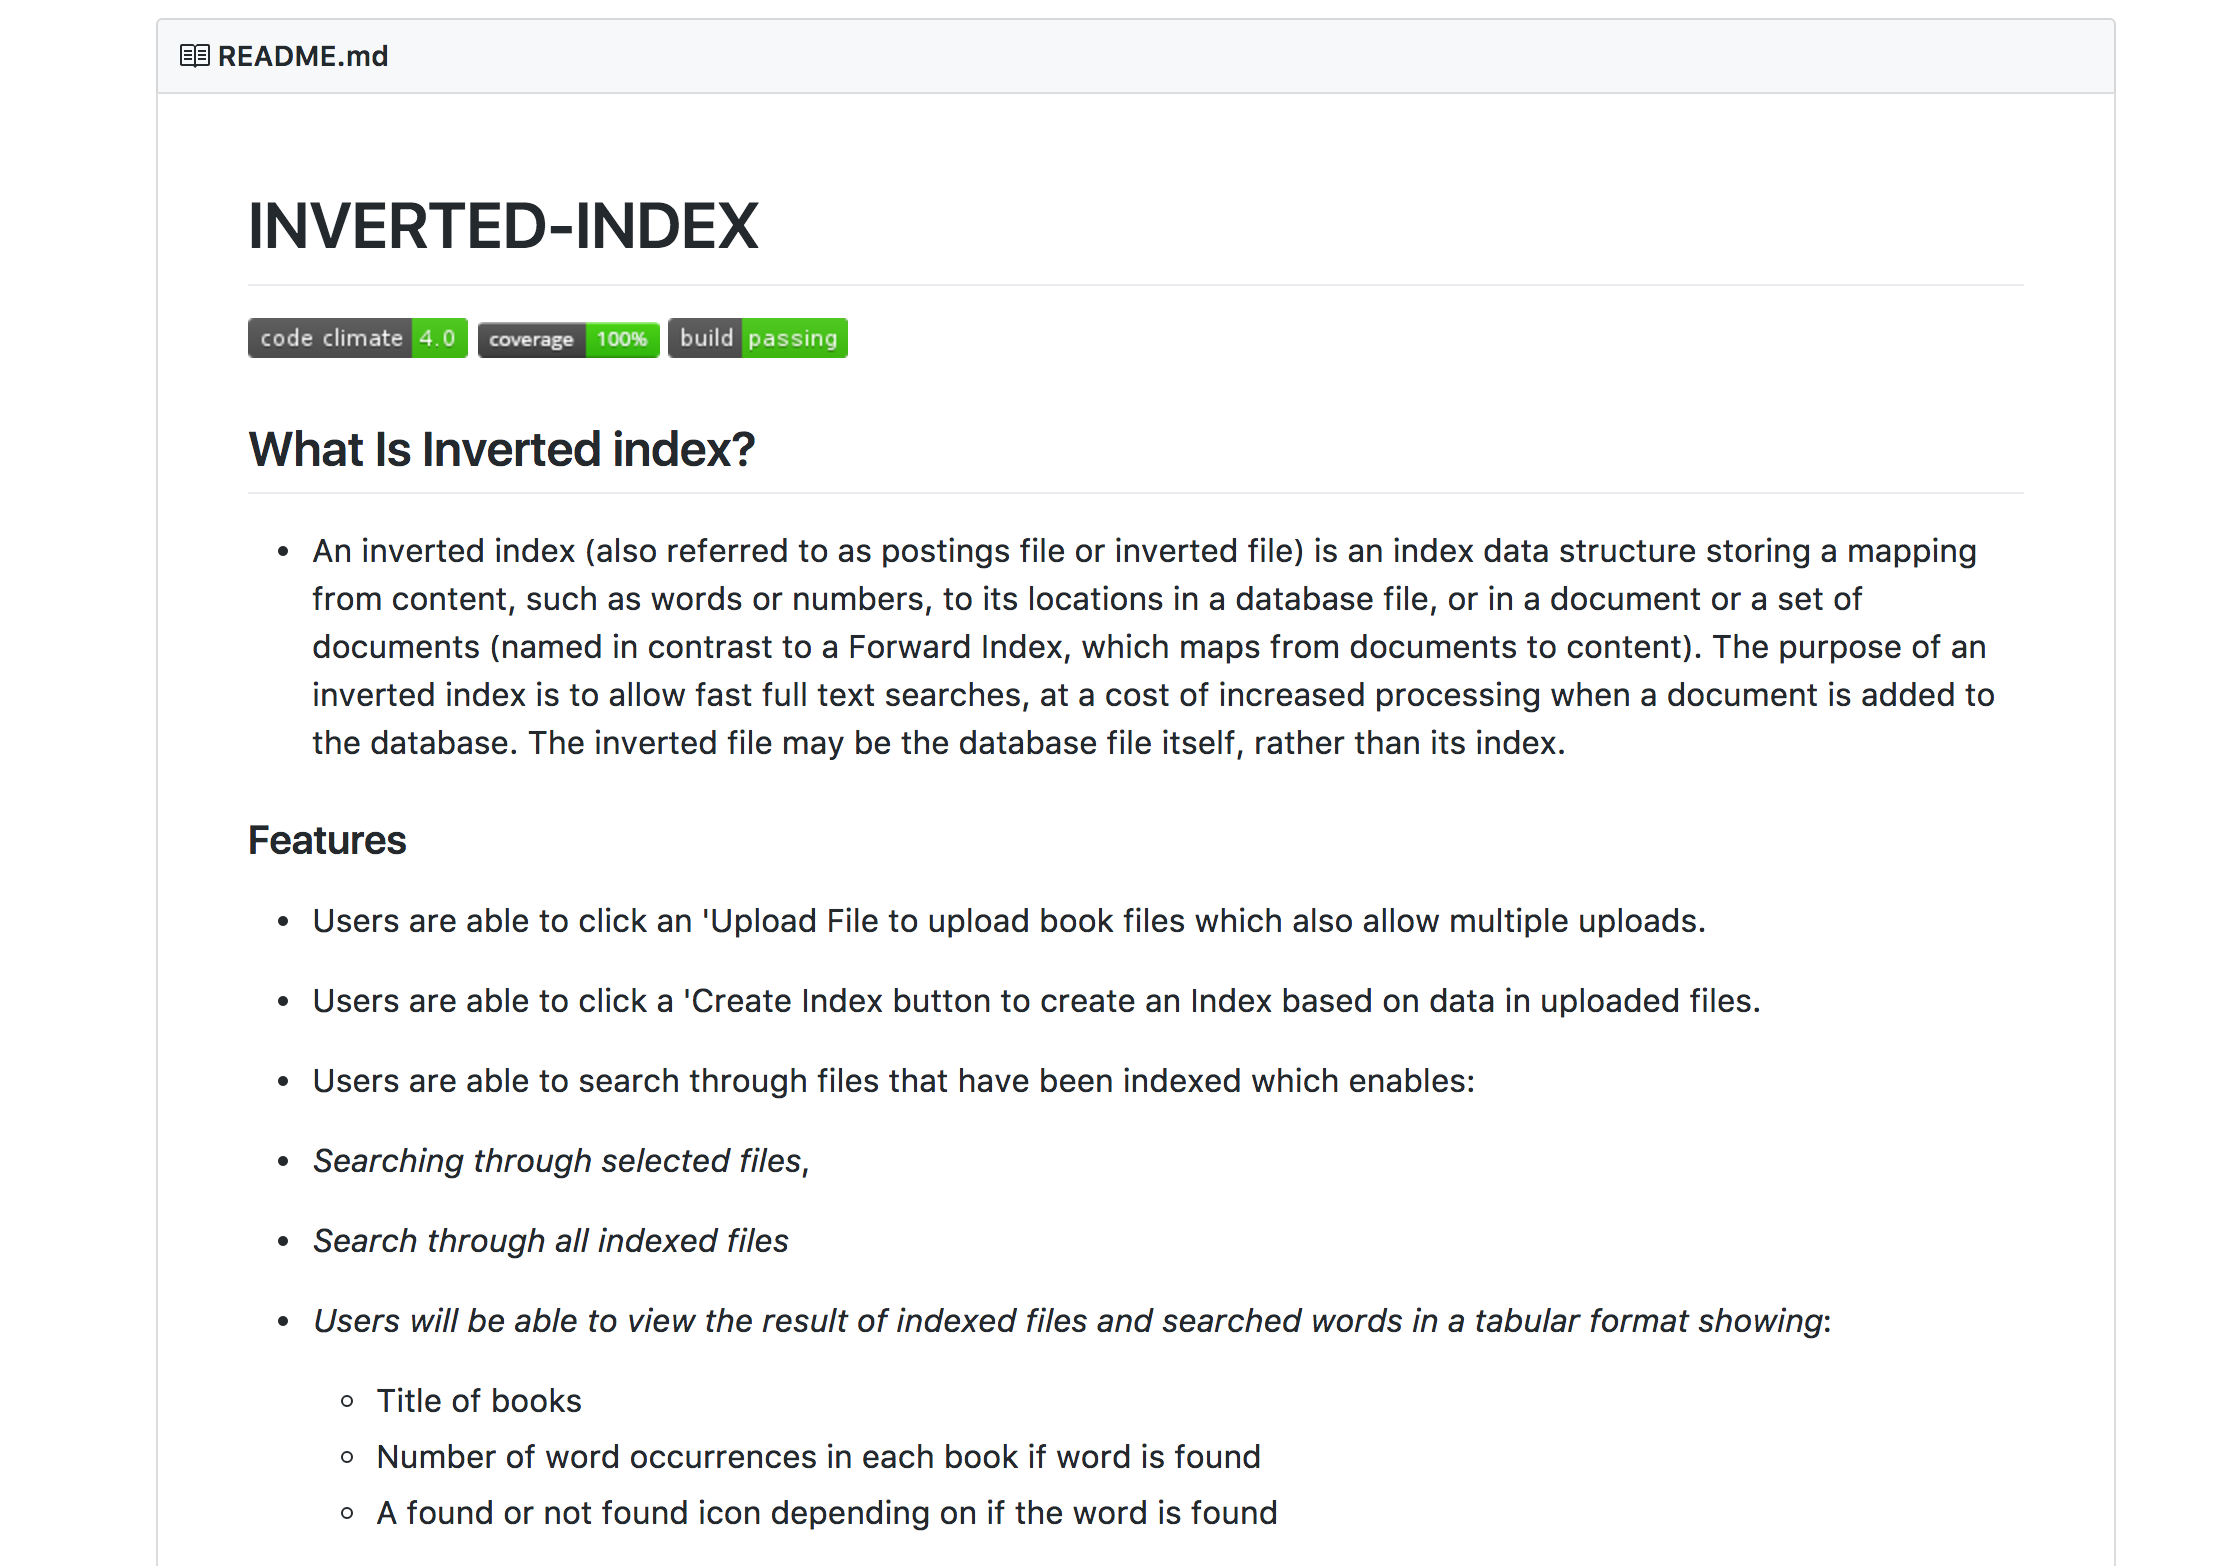 README.md
INVERTED-INDEX
code climate 4.0 coverage 100% build passing
What Is Inverted index?
An inverted index (also referred to as postings file or inverted file) is an index data structure storing a mapping
from content, such as words or numbers, to its locations in a database file, or in a document or a set of
documents (named in contrast to a Forward Index, which maps from documents to content). The purpose of an
inverted index is to allow fast full text searches, at a cost of increased processing when a document is added to
the database. The inverted file may be the database file itself, rather than its index.
Features
Users are able to click an 'Upload File to upload book files which also allow multiple uploads.
Users are able to click a 'Create Index button to create an Index based on data in uploaded files.
Users are able to search through files that have been indexed which enables:
Searching through selected files,
Search through all indexed files
Users will be able to view the result of indexed files and searched words in a tabular format showing:
Title of books
Number of word occurrences in each book if word is found
A found or not found icon depending on if the word is found